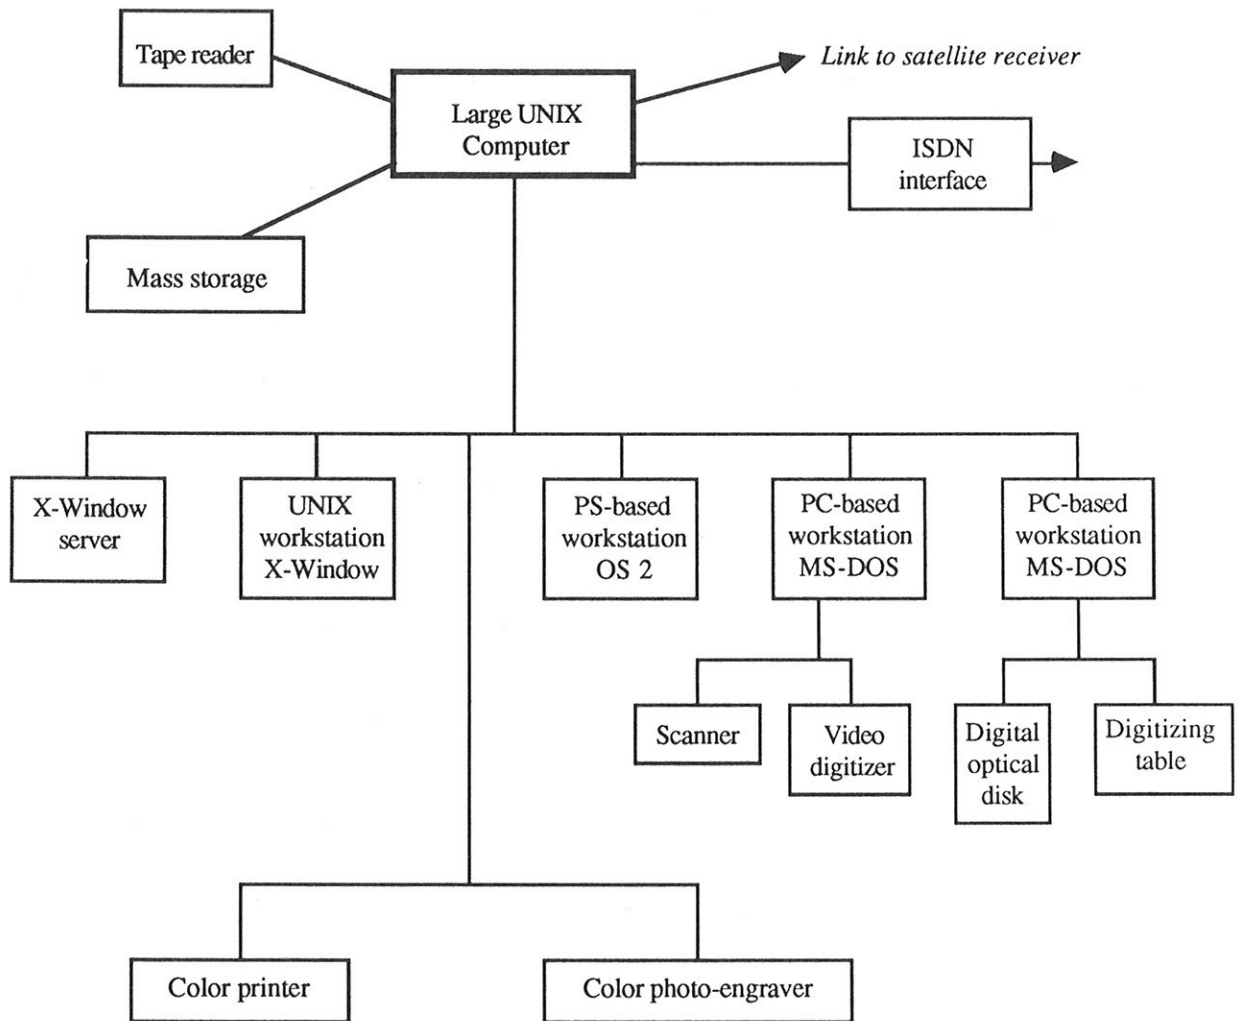 Tape reader
Link to satellite receiver
Large UNIX
Computer
ISDN
interface
Mass storage
X-Window
server
UNIX
workstation
X-Window
PS-based
workstation
OS 2
PC-based
workstation
MS-DOS
PC-based
workstation
MS-DOS
Scanner
Video
digitizer
Digital
optical
disk
Digitizing
table
Color printer
Color photo-engraver